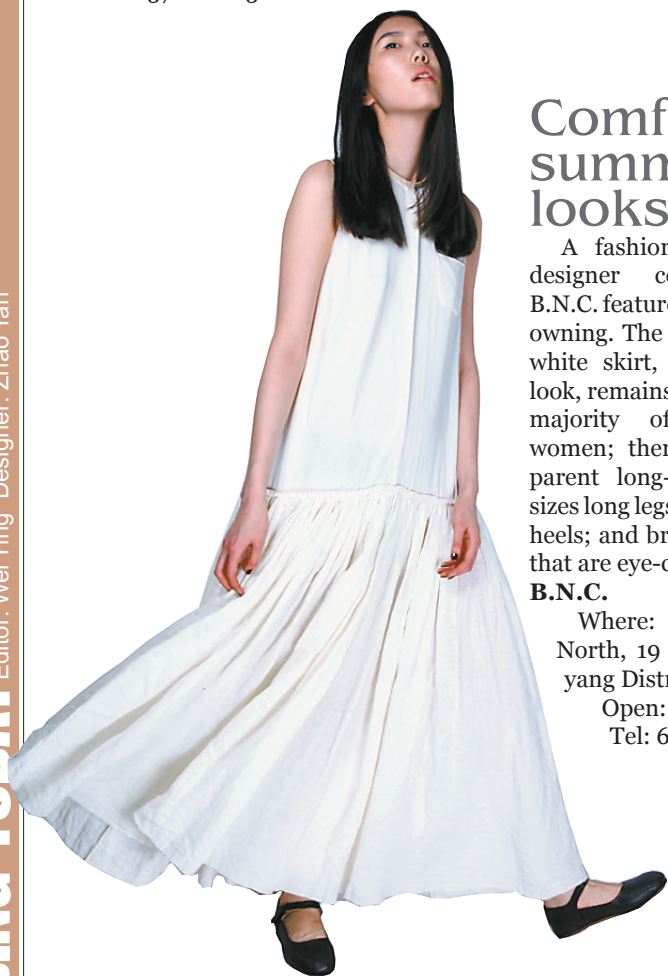 Comf
summ
looks
A fashion
designer co
B.N.C. feature
owning. The
white skirt,
look, remains
majority of
women; then
parent long-
sizes long legs
heels; and br
that are eye-c
B.N.C.
Where:
North, 19
yang Distr
Open:
Tel: 6
Editor: Wei Ying Designer: Zhao Yan